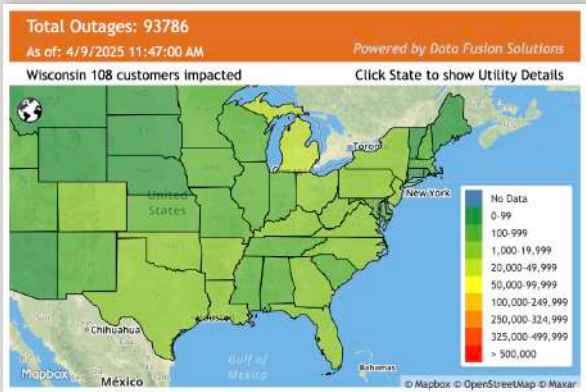 Total Outages: 93786
As of: 4/9/2025 11:47:00 AM
Powered by Data Fusion Solutions
Wisconsin 108 customers impacted
Click State to show Utility Details
Toron
New York
United
States
No Data
0-99
100-999
1,000-19,999
20,000-49,999
50,000-99,999
100,000-249,999
250,000-324,999
325,000-499,999
> 500,000
Chihuahua
Gulf of
Mexico
Bahamas
México
Mapbox
© Mapbox © OpenStreetMap © Maxar